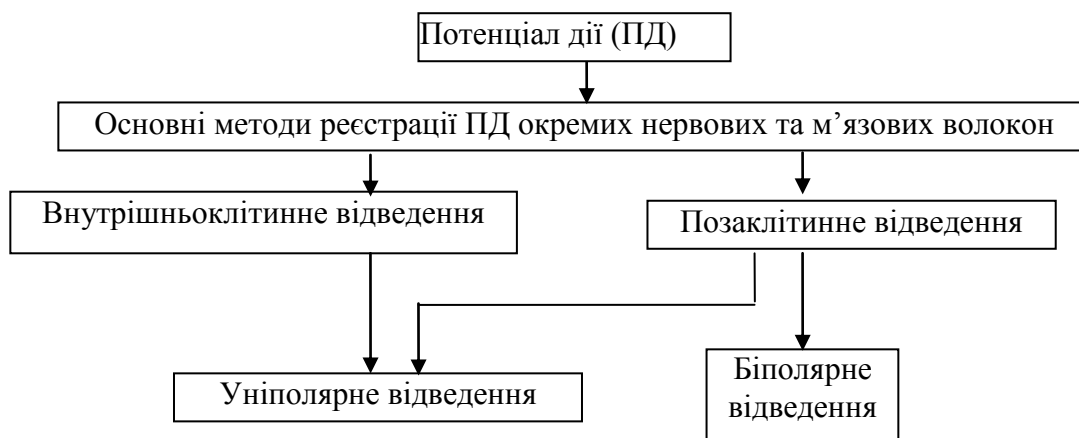 Потенціал дії (ПД)
Основні методи реєстрації ПД окремих нервових та м’язових волокон
Внутрішньоклітинне відведення
Позаклітинне відведення
Уніполярне відведення
Біполярне
відведення